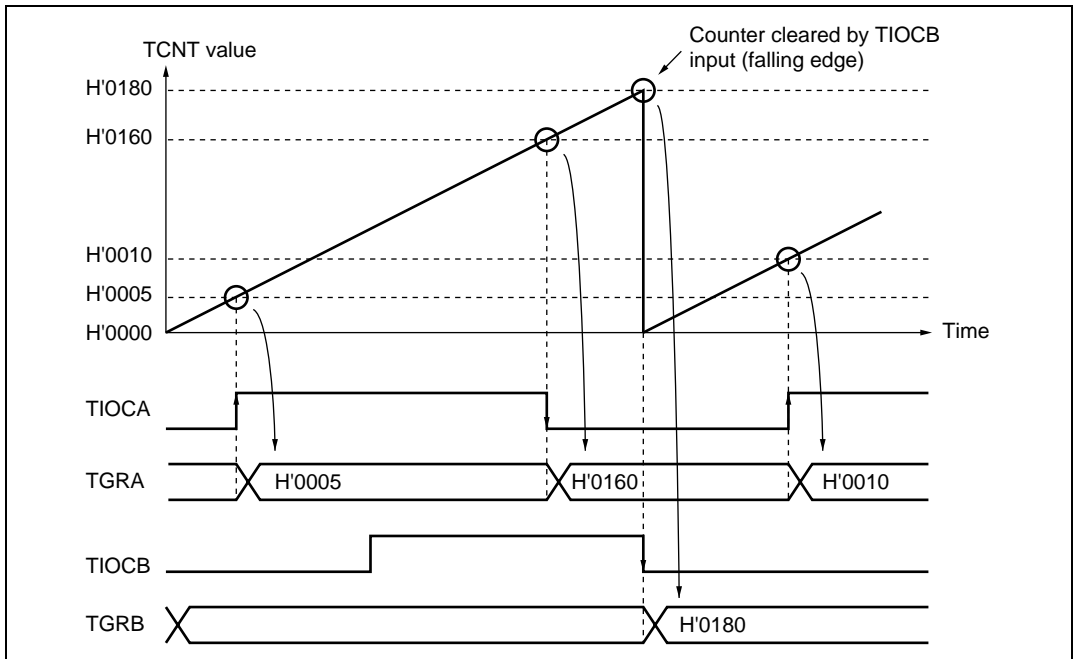 Counter cleared by TIOCB
input (falling edge)
TCNT value
H'0180
H'0160
H'0010
H'0005
H'0000
Time
TIOCA
TGRA
H'0005
H'0160
H'0010
TIOCB
TGRB
H'0180